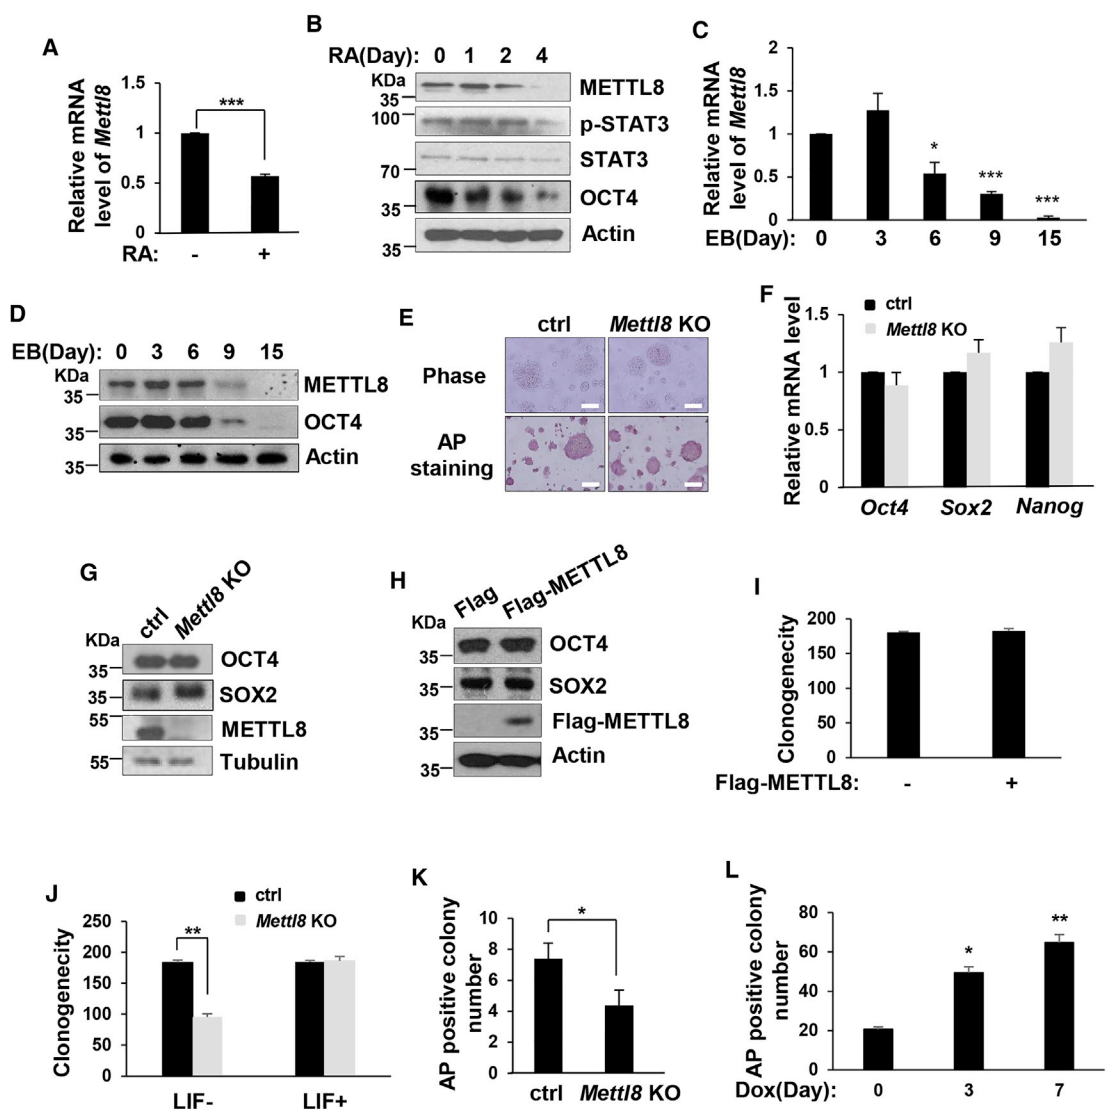 A
Relative mRNA
level of Mettl8
1.5
1
0.5
0
***
RA:
-
+
B
RA(Day): 0 1 2 4
KDa
35
METTL8
100
p-STAT3
STAT3
70
OCT4
35
Actin
35
C
Relative mRNA
level of Mettl8
2
1.5
1
0.5
0
*
***
***
EB(Day): 0 3 6 9 15
D
EB(Day): 0 3 6 9 15
KDa
METTL8
35
OCT4
35
Actin
35
E
ctrl Mettl8 KO
Phase
AP
staining
F
ctrl
Mettl8 KO
Relative mRNA level
1.5
1
0.5
0
Oct4 Sox2 Nanog
G
ctrl
Mettl8 KO
KDa
OCT4
35
SOX2
35
55
METTL8
55
Tubulin
H
Flag
Flag-METTL8
KDa
OCT4
35
SOX2
35
Flag-METTL8
35
Actin
35
I
Clonogenecity
200
150
100
50
0
Flag-METTL8: - +
J
ctrl
Mettl8 KO
Clonogenecity
250
200
150
100
50
0
**
LIF- LIF+
K
AP positive colony
number
10
8
6
4
2
0
*
ctrl Mettl8 KO
L
AP positive colony
number
80
60
40
20
0
*
**
Dox(Day): 0 3 7